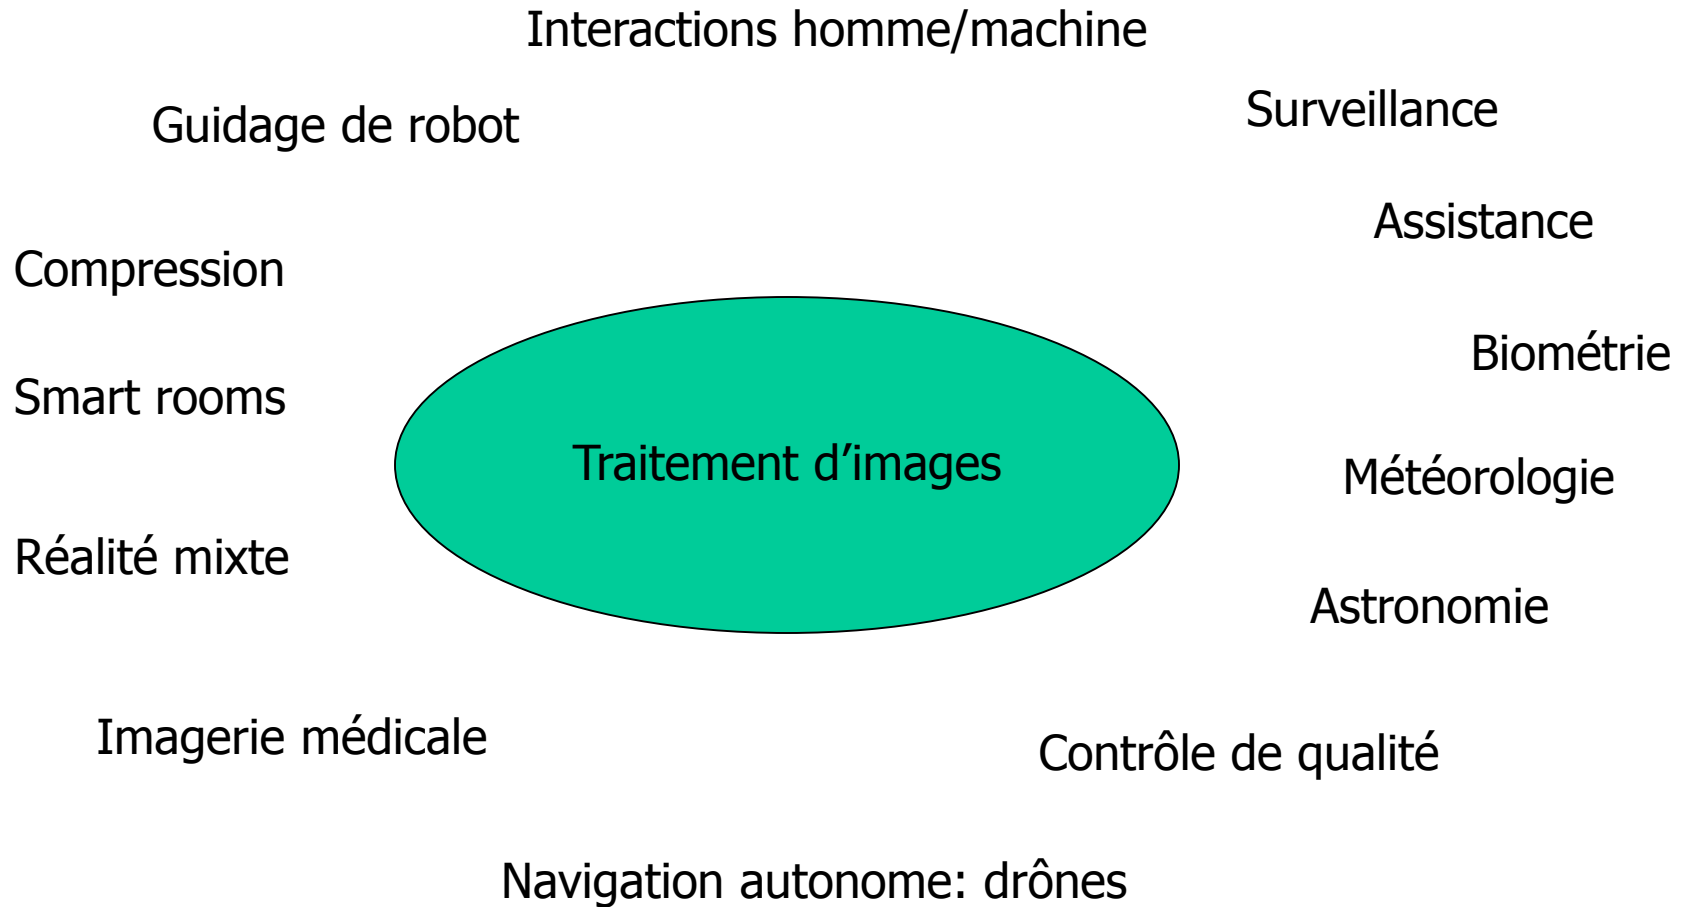 Interactions homme/machine
Surveillance
Guidage de robot
Assistance
Compression
Biométrie
Smart rooms
Traitement d’images
Météorologie
Réalité mixte
Astronomie
Imagerie médicale
Contrôle de qualité
Navigation autonome: drônes